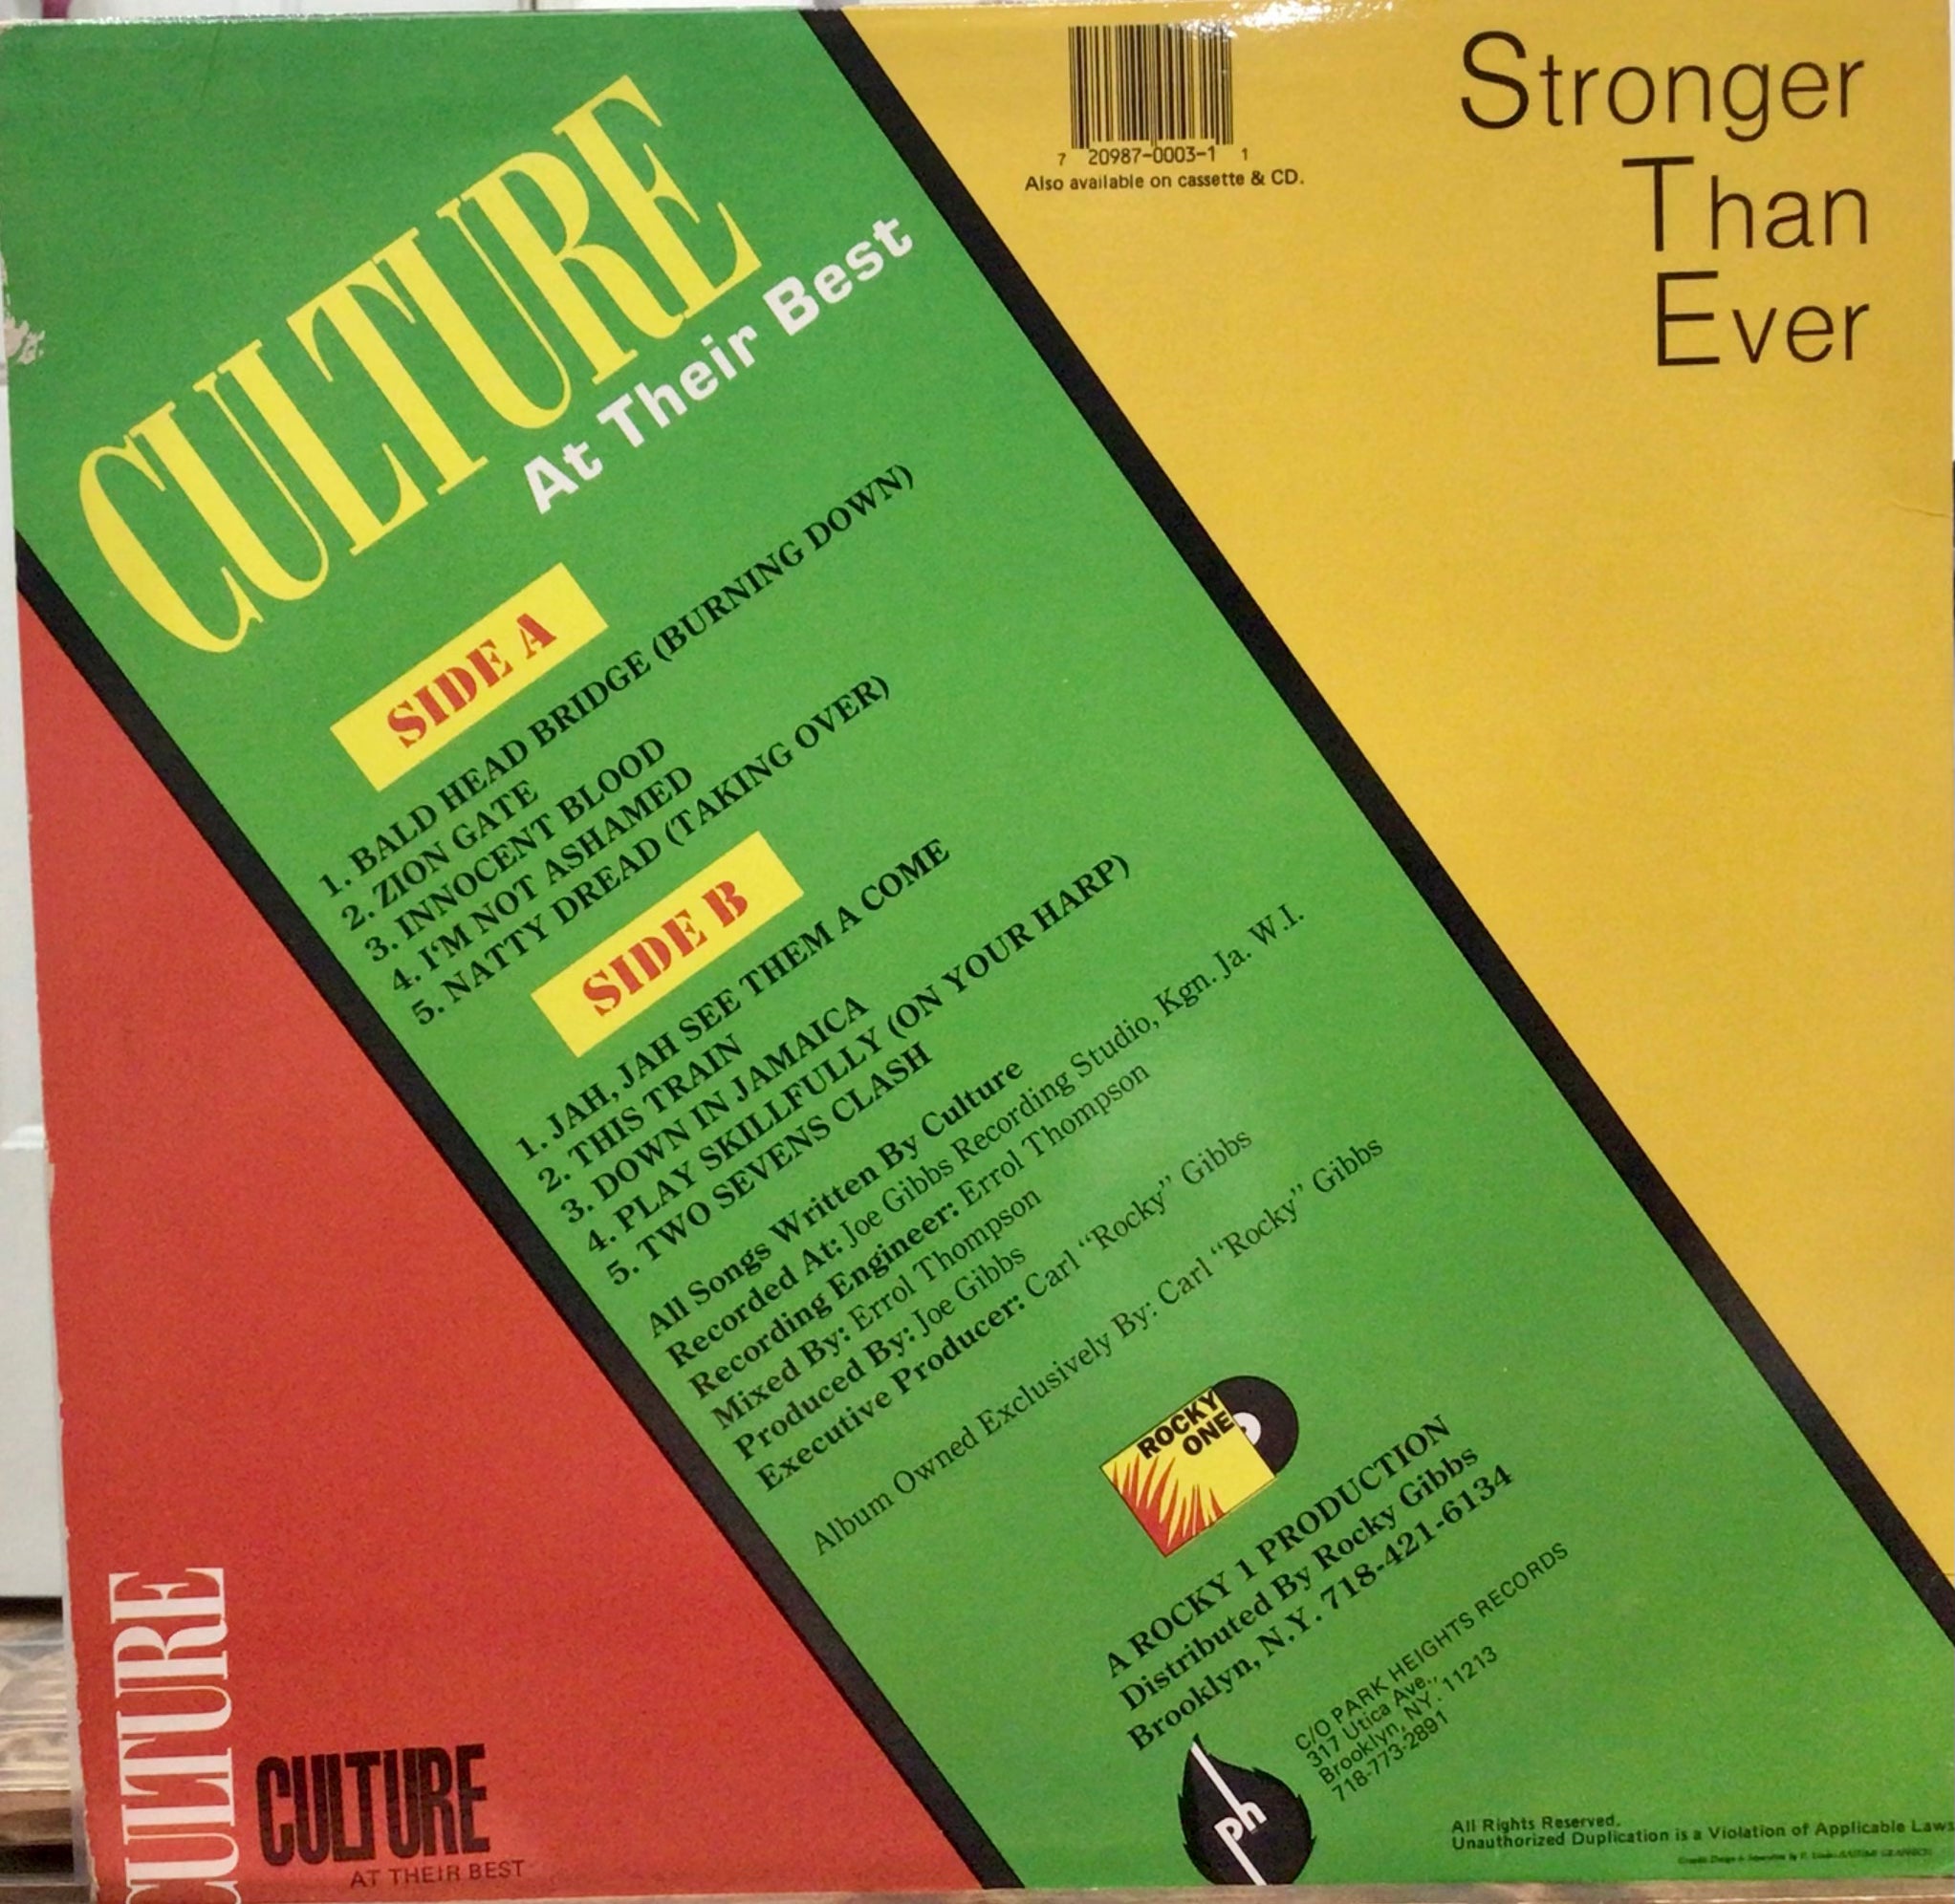 CULTURE
At Their Best
SIDE A
1. BALD HEAD BRIDGE (BURNING DOWN)
2. ZION GATE
3. INNOCENT BLOOD
4. I'M NOT ASHAMED
5. NATTY DREAD (TAKING OVER)
SIDE B
1. JAH, JAH SEE THEM A COME
2. THIS TRAIN
3. DOWN IN JAMAICA
4. PLAY SKILLFULLY (ON YOUR HARP)
5. TWO SEVENS CLASH
All Songs Written By Culture
Recorded At: Joe Gibbs Recording Studio, Kgn. Ja. W.I.
Recording Engineer: Errol Thompson
Mixed By: Errol Thompson
Produced By: Joe Gibbs
Executive Producer: Carl “Rocky” Gibbs
Album Owned Exclusively By: Carl “Rocky” Gibbs
ROCKY
ONE
A ROCKY 1 PRODUCTION
Distributed By Rocky Gibbs
Brooklyn, N.Y. 718-421-6134
C/O PARK HEIGHTS RECORDS
317 Utica Ave.,
Brooklyn, NY. 11213
718-773-2891
Ph
7 20987-0003-1 1
Also available on cassette & CD.
Stronger
Than
Ever
CULTURE
CULTURE
AT THEIR BEST
All Rights Reserved.
Unauthorized Duplication is a Violation of Applicable Laws